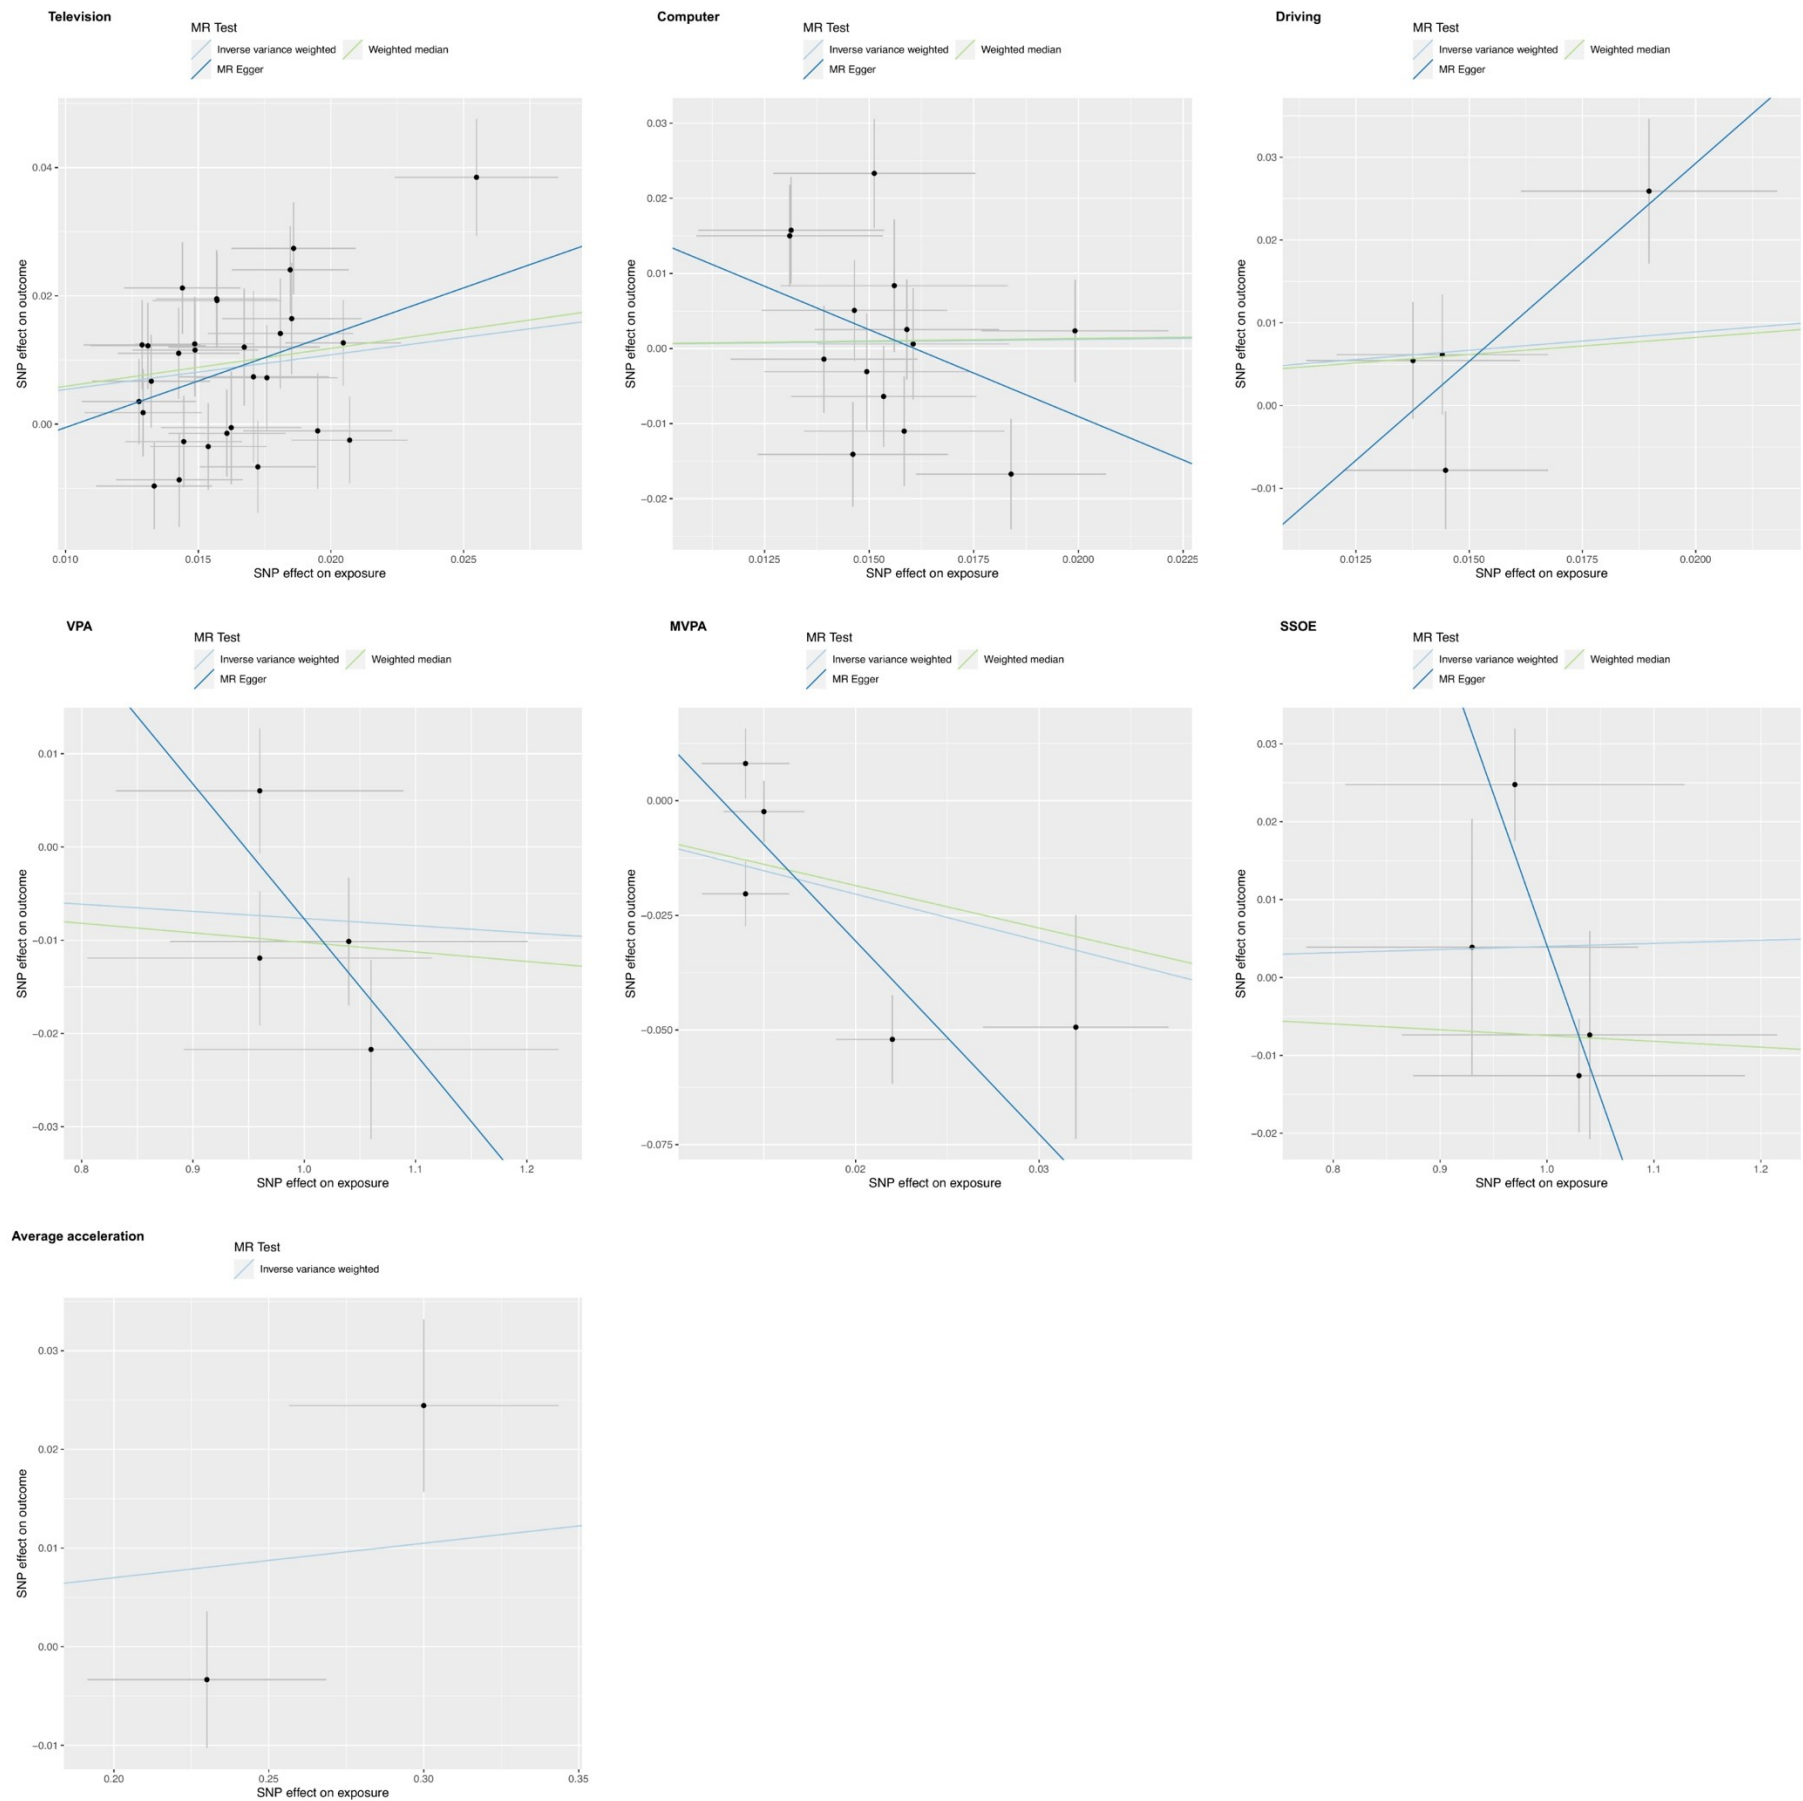 Television
MR Test
Inverse variance weighted
Weighted median
MR Egger
SNP effect on outcome
0.04
0.02
0.00
0.010
0.015
0.020
0.025
SNP effect on exposure
Computer
MR Test
Inverse variance weighted
Weighted median
MR Egger
SNP effect on outcome
0.03
0.02
0.01
0.00
−0.01
−0.02
0.0125
0.0150
0.0175
0.0200
0.0225
SNP effect on exposure
Driving
MR Test
Inverse variance weighted
Weighted median
MR Egger
SNP effect on outcome
0.03
0.02
0.01
0.00
−0.01
0.0125
0.0150
0.0175
0.0200
SNP effect on exposure
VPA
MR Test
Inverse variance weighted
Weighted median
MR Egger
SNP effect on outcome
0.01
0.00
−0.01
−0.02
−0.03
0.8
0.9
1.0
1.1
1.2
SNP effect on exposure
MVPA
MR Test
Inverse variance weighted
Weighted median
MR Egger
SNP effect on outcome
0.000
−0.025
−0.050
−0.075
0.02
0.03
SNP effect on exposure
SSOE
MR Test
Inverse variance weighted
Weighted median
MR Egger
SNP effect on outcome
0.03
0.02
0.01
0.00
−0.01
−0.02
0.8
0.9
1.0
1.1
1.2
SNP effect on exposure
Average acceleration
MR Test
Inverse variance weighted
SNP effect on outcome
0.03
0.02
0.01
0.00
−0.01
0.20
0.25
0.30
0.35
SNP effect on exposure